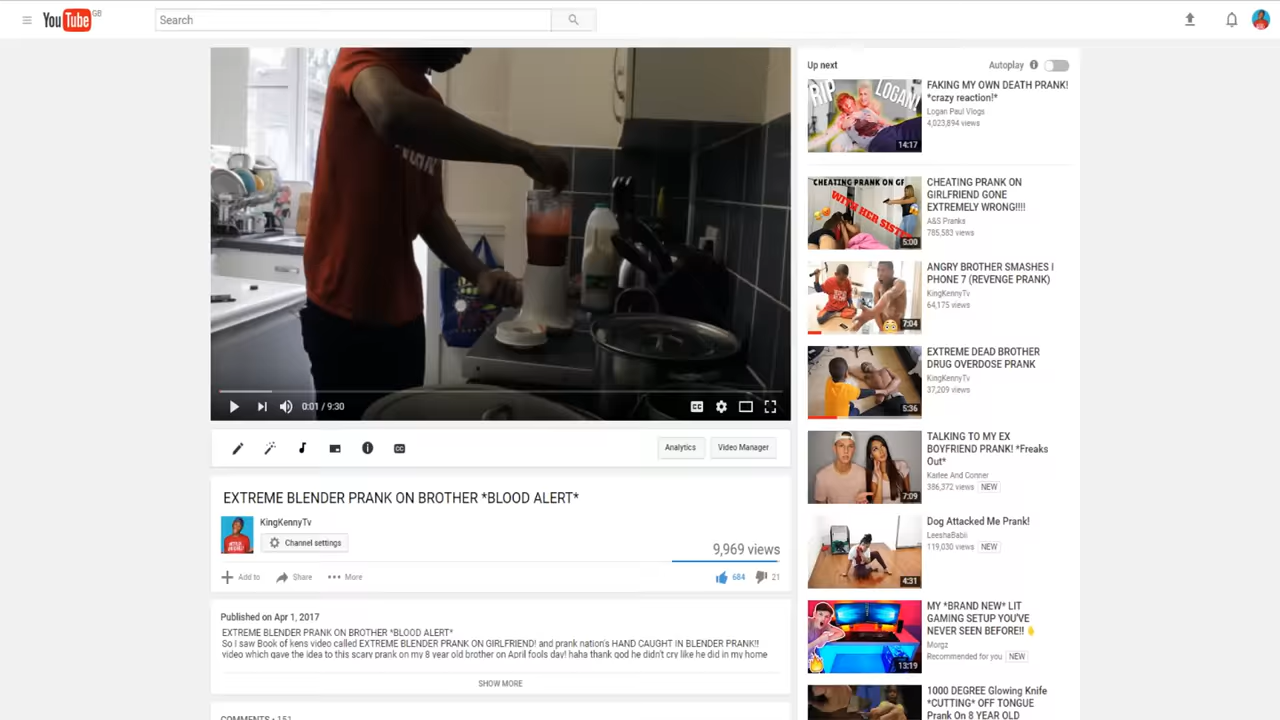 YouTube GB
Search
0:01 / 9:30
CC
Analytics
Video Manager
EXTREME BLENDER PRANK ON BROTHER *BLOOD ALERT*
KingKennyTv
Channel settings
9,969 views
Add to
Share
More
684
21
Published on Apr 1, 2017
EXTREME BLENDER PRANK ON BROTHER *BLOOD ALERT*
So I saw Book of kens video called EXTREME BLENDER PRANK ON GIRLFRIEND! and prank nation's HAND CAUGHT IN BLENDER PRANK!!
video which gave the idea to this scary prank on my 8 year old brother on April fools day! haha thank god he didn't cry like he did in my home
SHOW MORE
COMMENTS • 151
Up next
Autoplay
RIP LOGAN!
14:17
FAKING MY OWN DEATH PRANK!
*crazy reaction!*
Logan Paul Vlogs
4,023,894 views
CHEATING PRANK ON GF
WITH HER SISTER
5:00
CHEATING PRANK ON
GIRLFRIEND GONE
EXTREMELY WRONG!!!!
A&S Pranks
785,583 views
7:04
ANGRY BROTHER SMASHES I
PHONE 7 (REVENGE PRANK)
KingKennyTv
64,175 views
5:36
EXTREME DEAD BROTHER
DRUG OVERDOSE PRANK
KingKennyTv
37,209 views
7:09
TALKING TO MY EX
BOYFRIEND PRANK! *Freaks
Out*
Karlee And Conner
386,372 views NEW
4:31
Dog Attacked Me Prank!
LeeshaBabii
119,030 views NEW
13:19
MY *BRAND NEW* LIT
GAMING SETUP YOU'VE
NEVER SEEN BEFORE!!
Morgz
Recommended for you NEW
1000 DEGREE Glowing Knife
*CUTTING* OFF TONGUE
Prank On 8 YEAR OLD